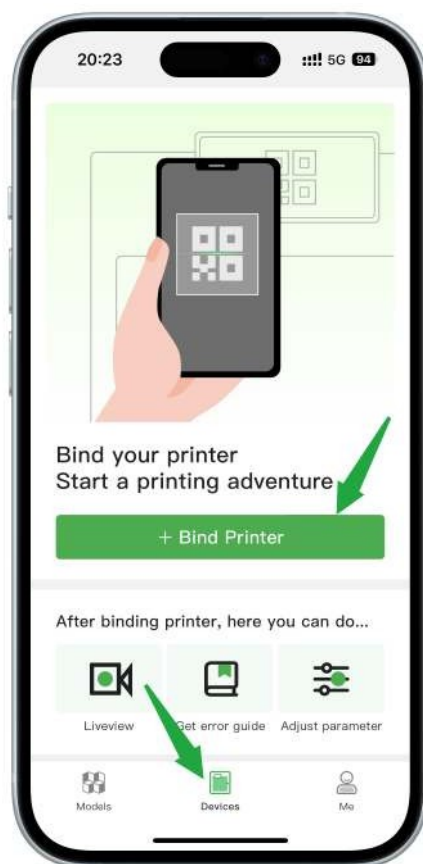 20:23 5G 94
Bind your printer
Start a printing adventure
+ Bind Printer
After binding printer, here you can do...
Liveview Get error guide Adjust parameter
Models Devices Me